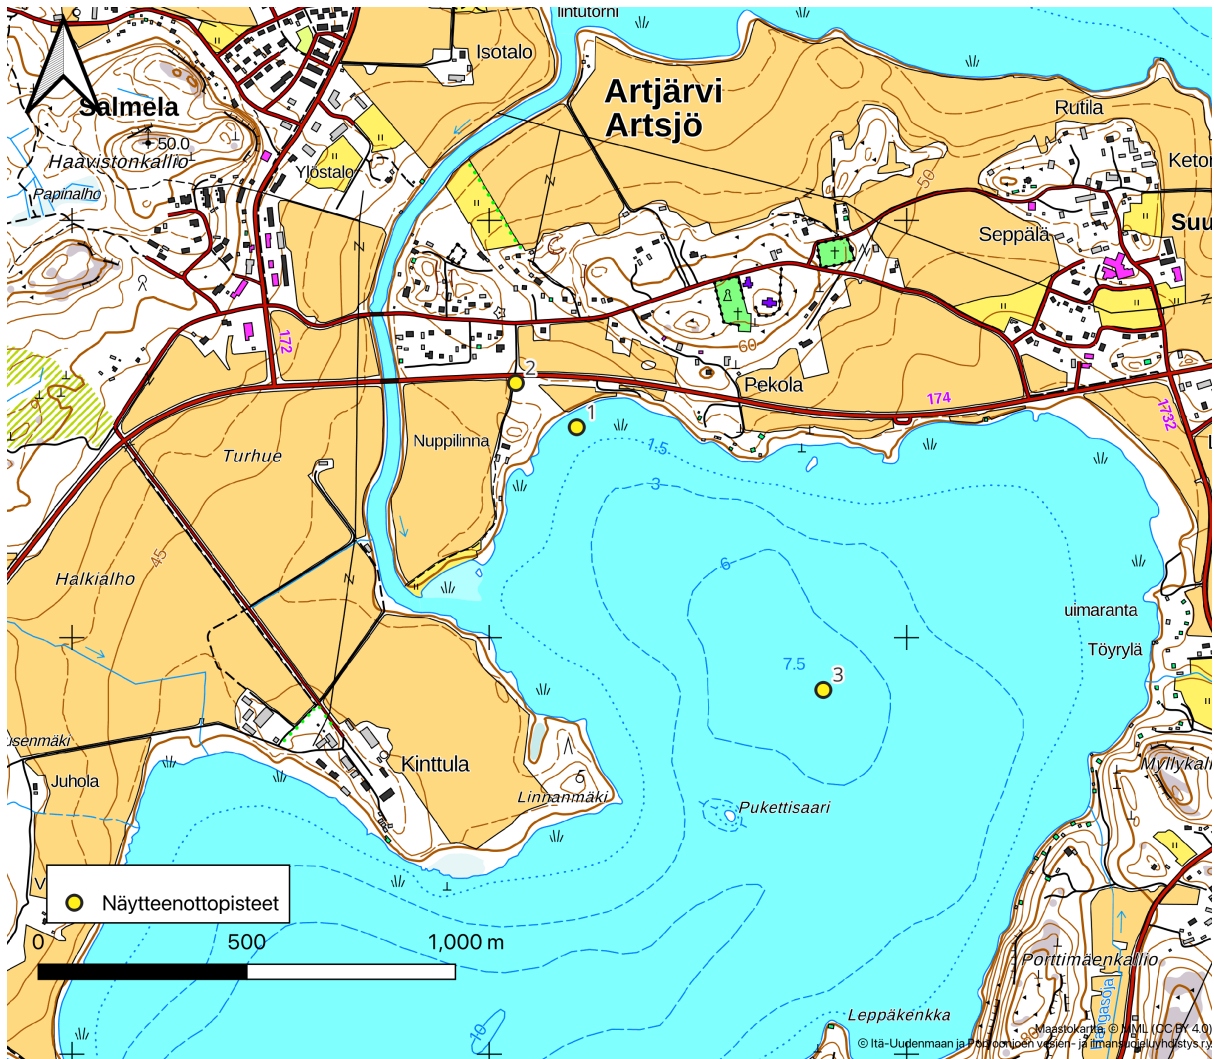 lintutorni
Isotalo
Artjärvi
Artsjö
Salmela
Rutila
50.0
Haavistonkallio
Ylöstalo
Papinalho
50
Seppälä
60
172
2
Pekola
174
1732
1
Nuppilinna
Turhue
1.5
3
45
6
Halkialho
uimaranta
Töyrylä
7.5
3
Kinttula
Juhola
Linnanmäki
5
Pukettisaari
Näytteenottopisteet
0 500 1,000 m
Porttimäenkallio
Leppäkenkka
10
Maastokartta, © MML (CC BY 4.0)
© Itä-Uudenmaan ja Porvoonjoen vesien- ja ilmansuojeluyhdistys r.y.